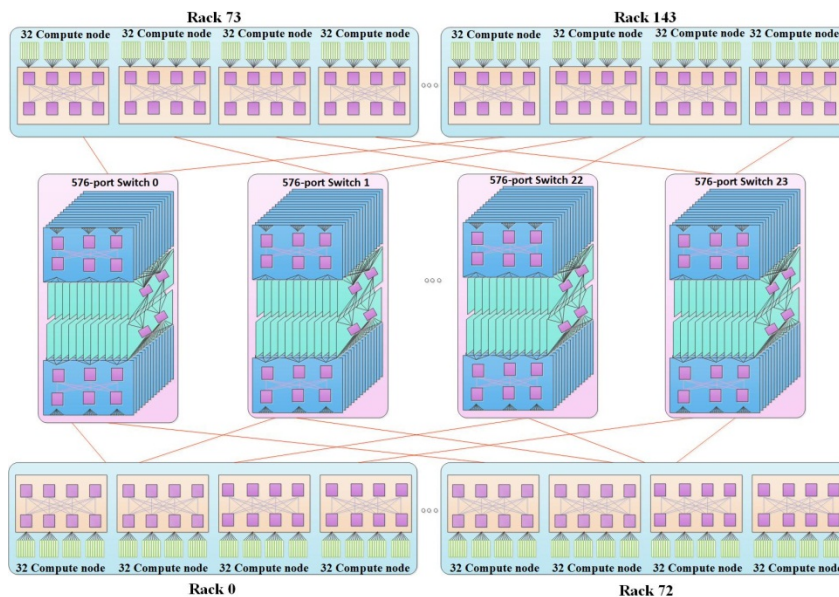 Rack 73
Rack 143
32 Compute node 32 Compute node 32 Compute node 32 Compute node
32 Compute node 32 Compute node 32 Compute node 32 Compute node
576-port Switch 0
576-port Switch 1
576-port Switch 22
576-port Switch 23
32 Compute node 32 Compute node 32 Compute node 32 Compute node
32 Compute node 32 Compute node 32 Compute node 32 Compute node
Rack 0
Rack 72